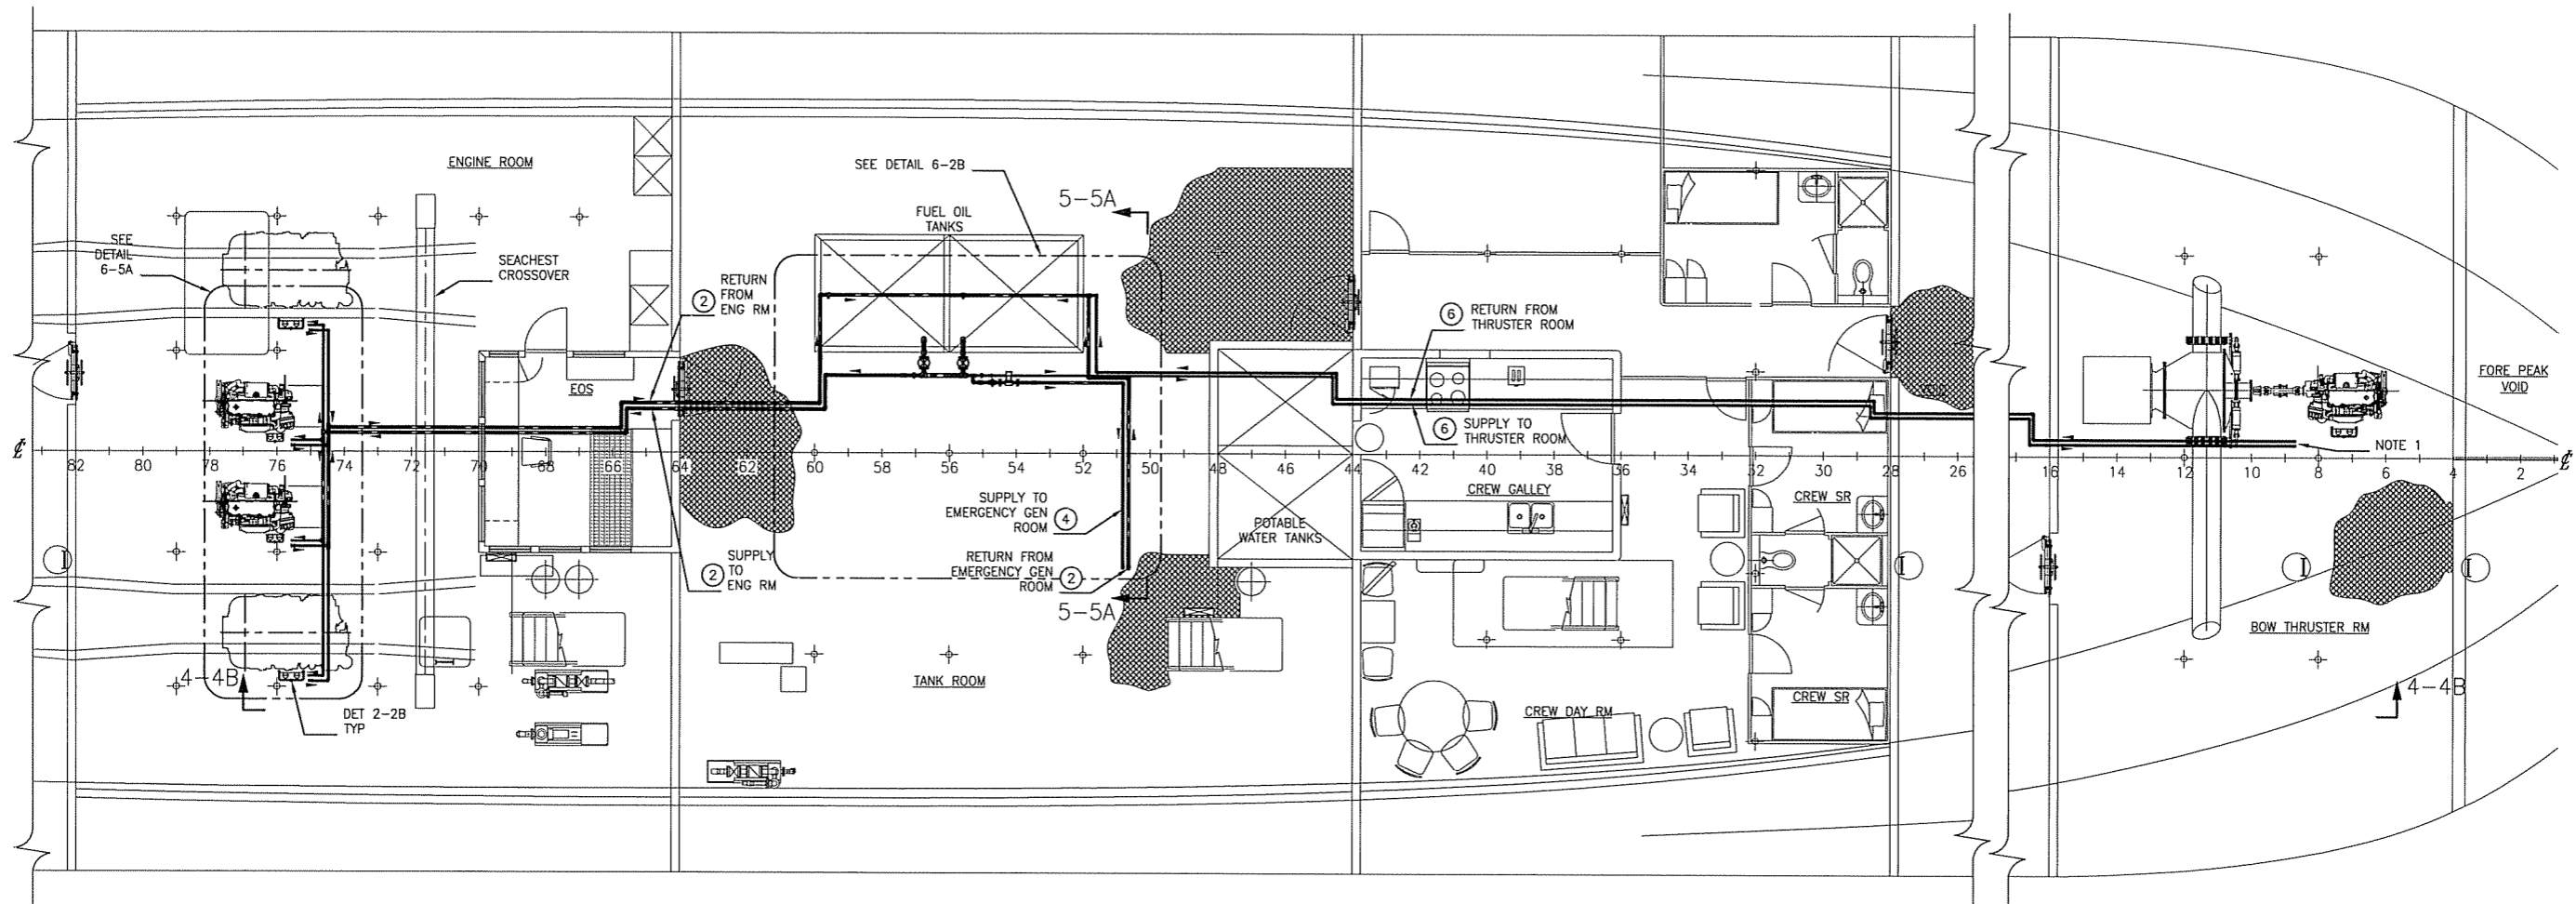 ENGINE ROOM
SEE DETAIL 6-2B
5-5A
FUEL OIL
TANKS
SEE
DETAIL
6-5A
SEACHEST
CROSSOVER
2
RETURN
FROM
ENG RM
6
RETURN FROM
THRUSTER ROOM
EOS
6
SUPPLY TO
THRUSTER ROOM
FORE PEAK
VOID
NOTE 1
82 80 78 76 74 72 70 68 66 64 62 60 58 56 54 52 50 48 46 44 42 40 38 36 34 32 30 28 26 16 14 12 10 8 6 4 2
CREW GALLEY
CREW SR
SUPPLY TO
EMERGENCY GEN
ROOM
4
POTABLE
WATER TANKS
2
SUPPLY
TO
ENG RM
RETURN FROM
EMERGENCY GEN
ROOM
2
5-5A
BOW THRUSTER RM
4-4B
TANK ROOM
DET 2-2B
TYP
CREW DAY RM
CREW SR
4-4B